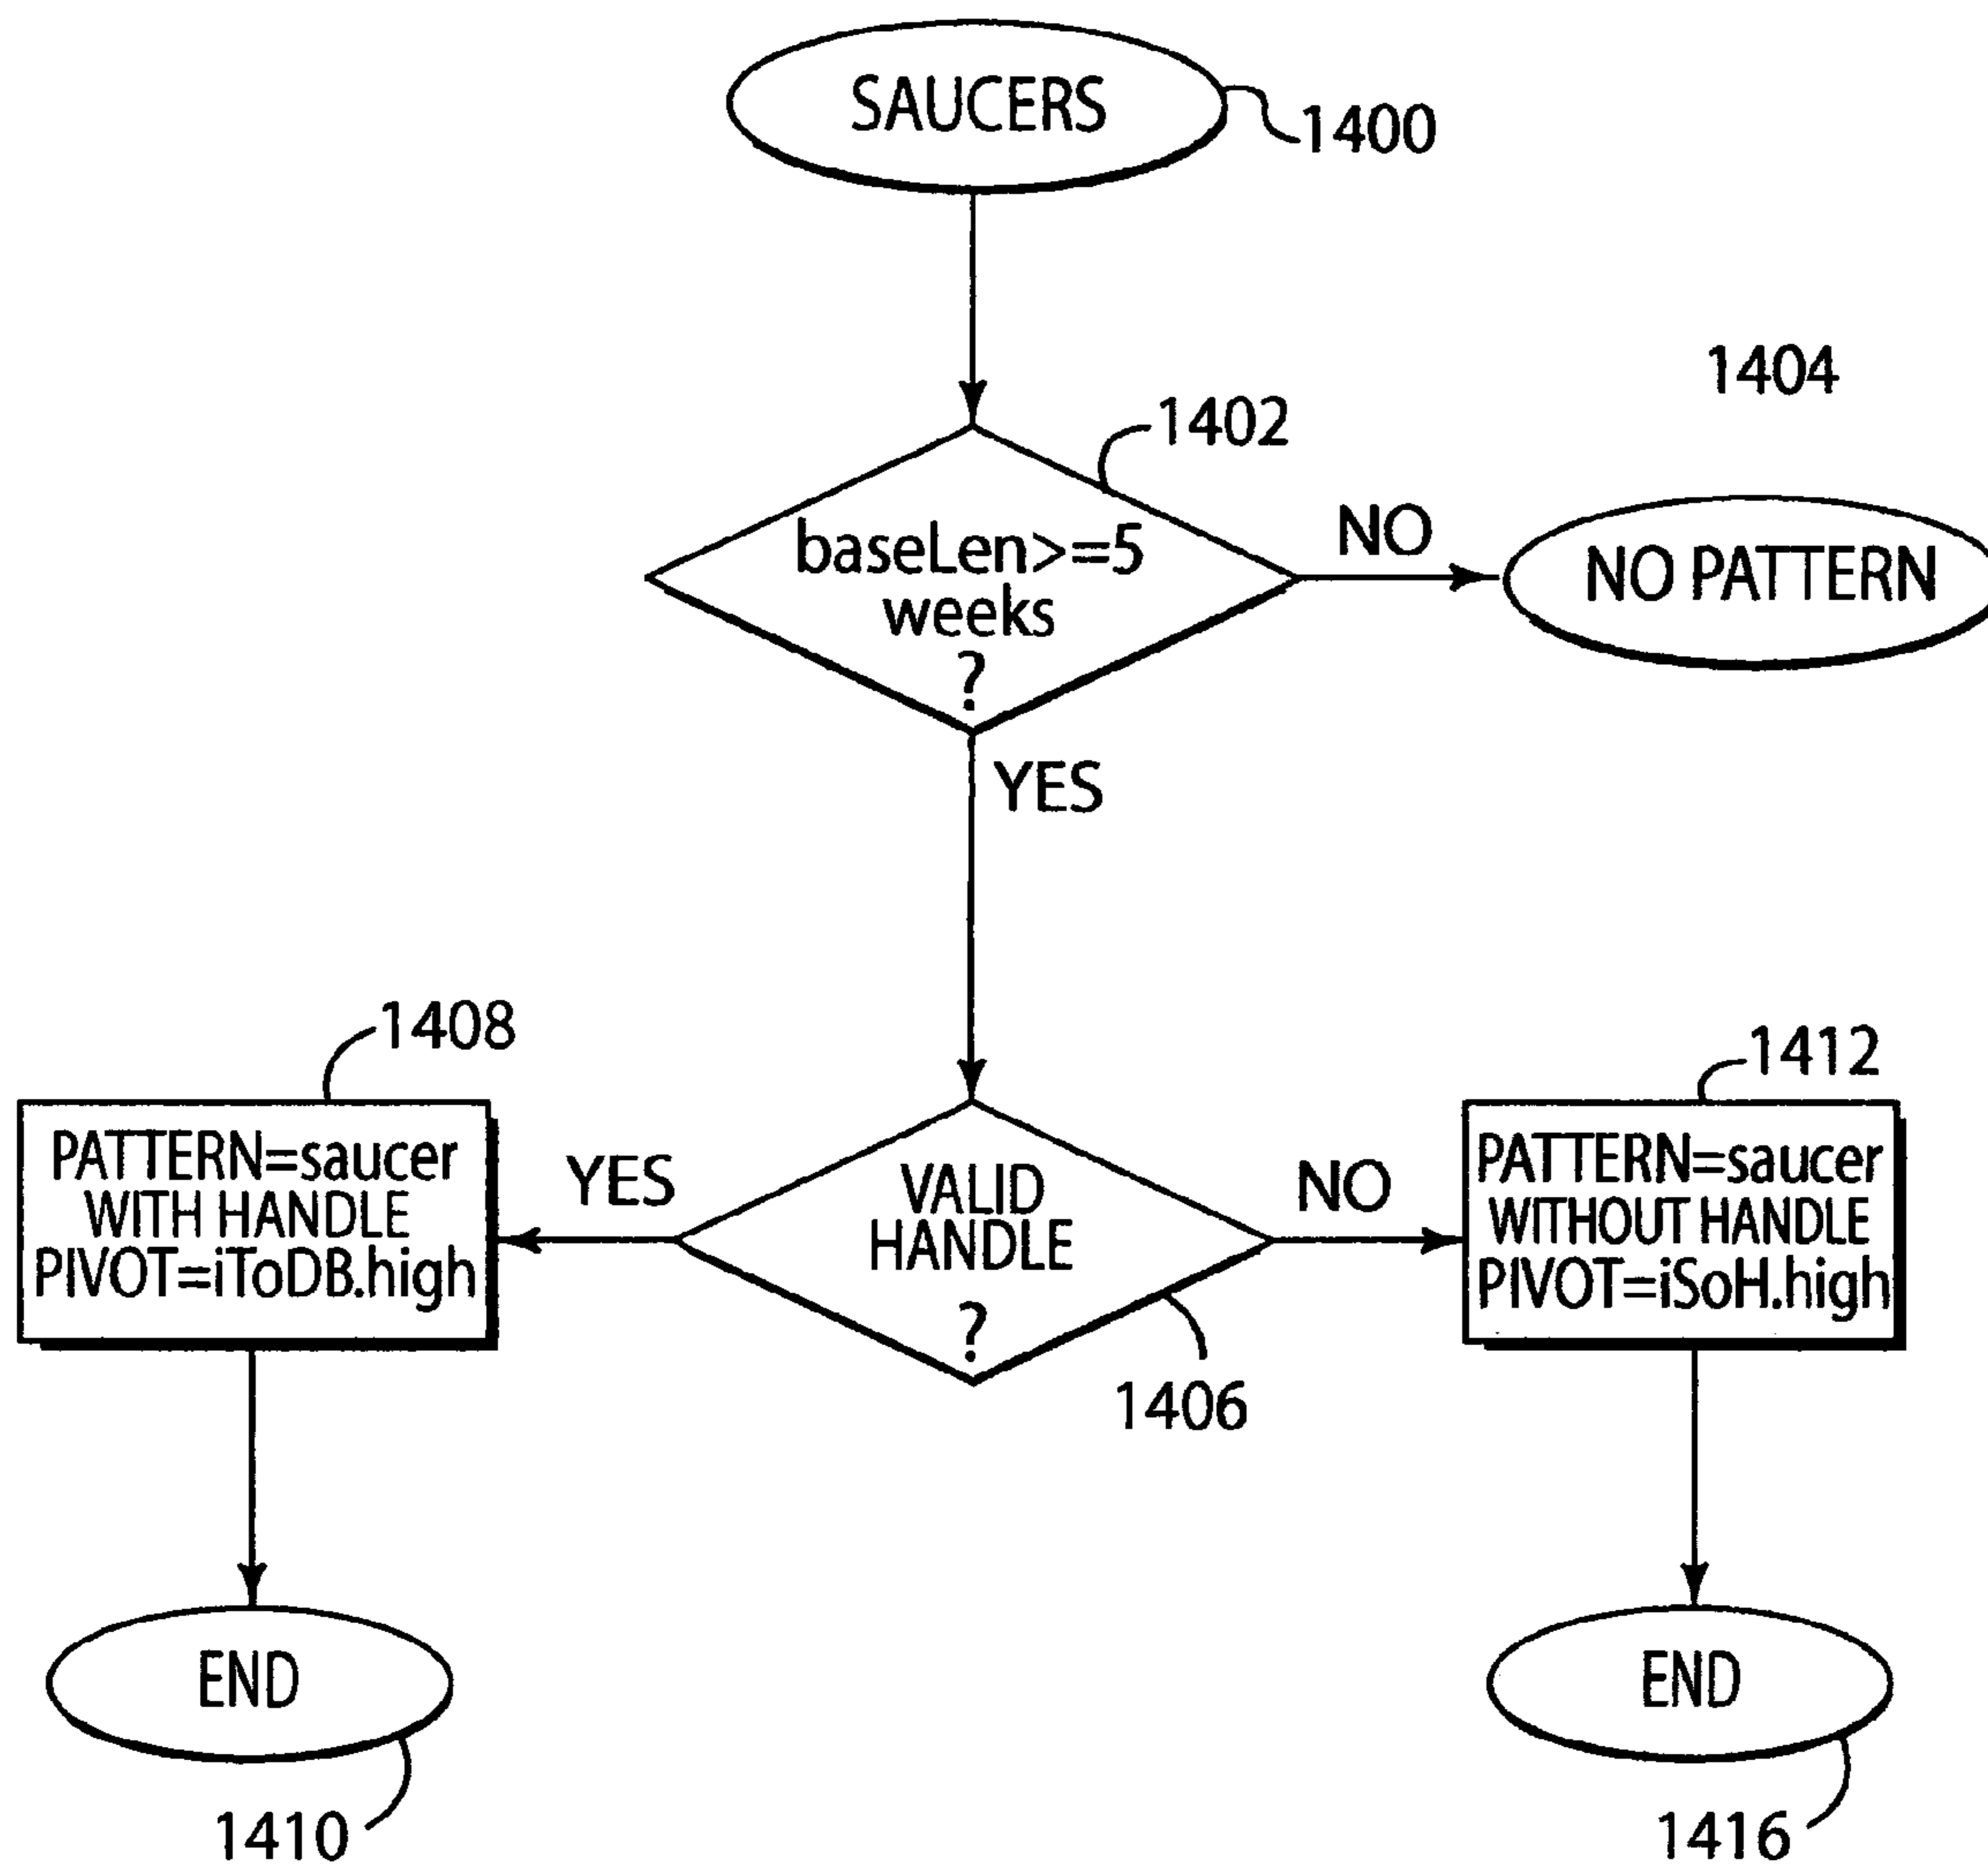 SAUCERS
1400
1404
1402
baseLen>=5
weeks
?
NO
NO PATTERN
YES
1408
1412
PATTERN=saucer
WITH HANDLE
PIVOT=iToDB.high
YES
VALID
HANDLE
?
NO
PATTERN=saucer
WITHOUT HANDLE
PIVOT=iSoH.high
1406
END
END
1410
1416